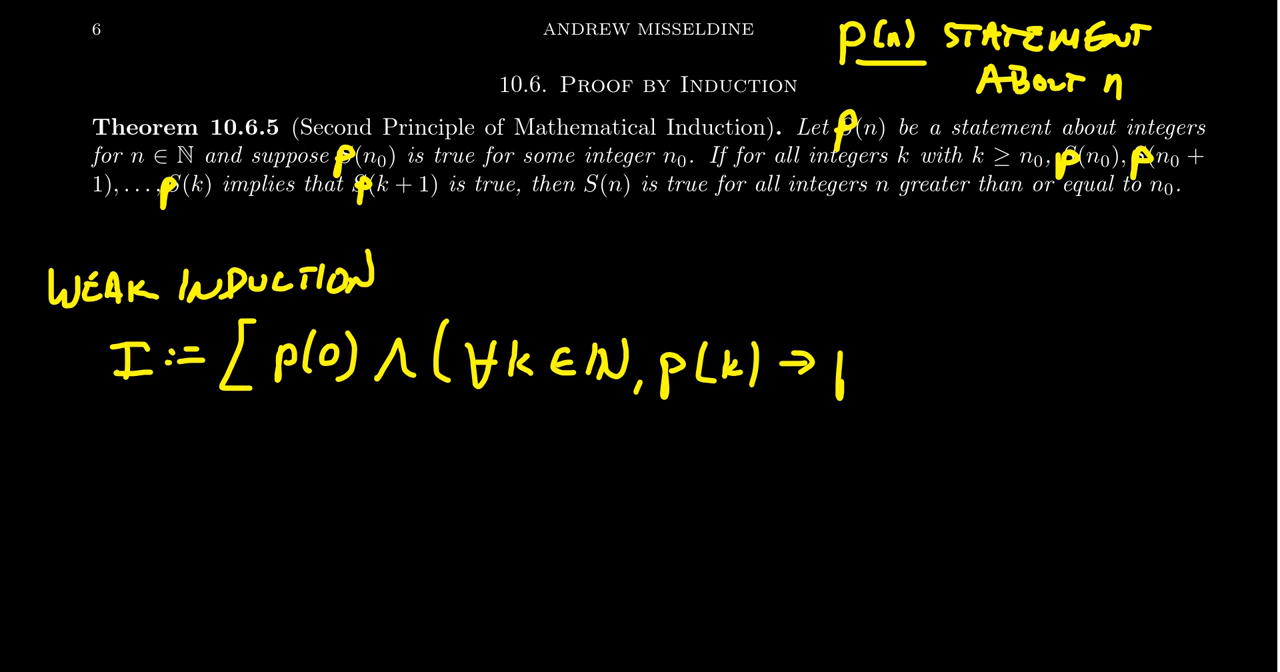 6 ANDREW MISSELDINE P(n) STATEMENT
ABOUT n
10.6. PROOF BY INDUCTION
Theorem 10.6.5 (Second Principle of Mathematical Induction). Let P(n) be a statement about integers
for n ∈ ℕ and suppose P(n₀) is true for some integer n₀. If for all integers k with k ≥ n₀, P(n₀), P(n₀ +
1), . . . , P(k) implies that P(k + 1) is true, then S(n) is true for all integers n greater than or equal to n₀.
WEAK INDUCTION
I := [ P(0) ∧ ( ∀k ∈ ℕ, P(k) →